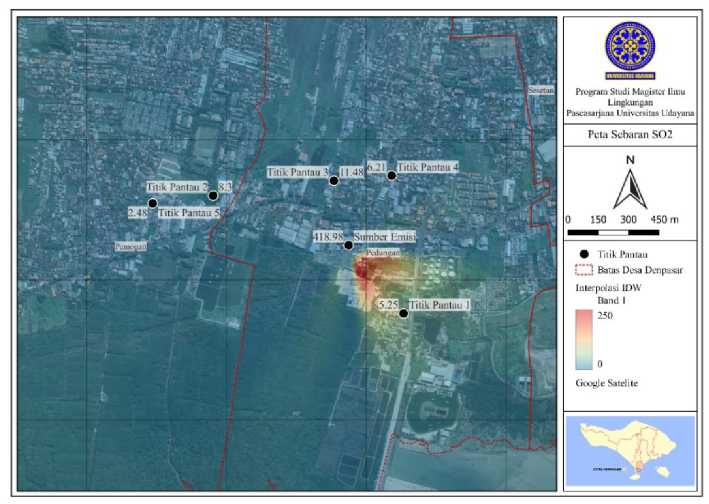 Sesetan
Titik Pantau 3
11.48
6.21
Titik Pantau 4
Titik Pantau 2
8.3
2.48
Titik Pantau 5
418.98
Sumber Emisi
Pemogan
Pedungan
5.25
Titik Pantau 1
UNIVERSITAS UDAYANA
Program Studi Magister Ilmu
Lingkungan
Pascasarjana Universitas Udayana
Peta Sebaran SO2
N
0 150 300 450 m
Titik Pantau
Batas Desa Denpasar
Interpolasi IDW
Band 1
250
0
Google Satelite